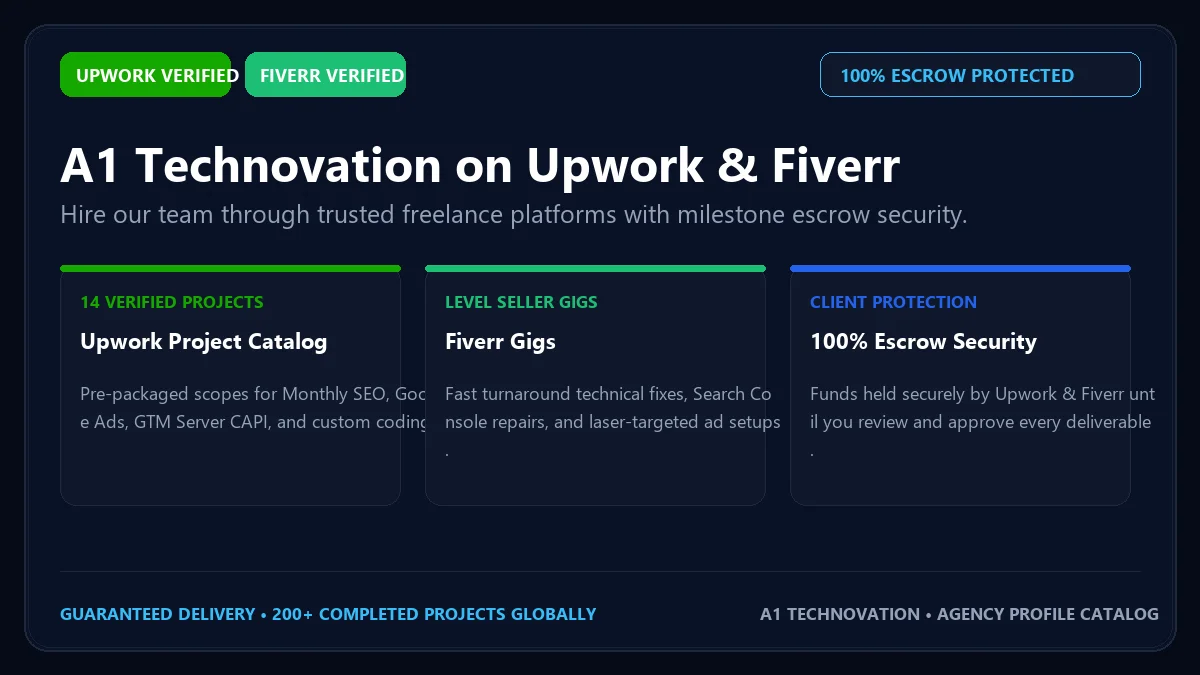 UPWORK VERIFIED
FIVERR VERIFIED
100% ESCROW PROTECTED
A1 Technovation on Upwork & Fiverr
Hire our team through trusted freelance platforms with milestone escrow security.
14 VERIFIED PROJECTS
Upwork Project Catalog
Pre-packaged scopes for Monthly SEO, Goo
e Ads, GTM Server CAPI, and custom coding
LEVEL SELLER GIGS
Fiverr Gigs
Fast turnaround technical fixes, Search Co
nsole repairs, and laser-targeted ad setups
.
CLIENT PROTECTION
100% Escrow Security
Funds held securely by Upwork & Fiverr unt
il you review and approve every deliverable
.
GUARANTEED DELIVERY • 200+ COMPLETED PROJECTS GLOBALLY
A1 TECHNOVATION • AGENCY PROFILE CATALOG